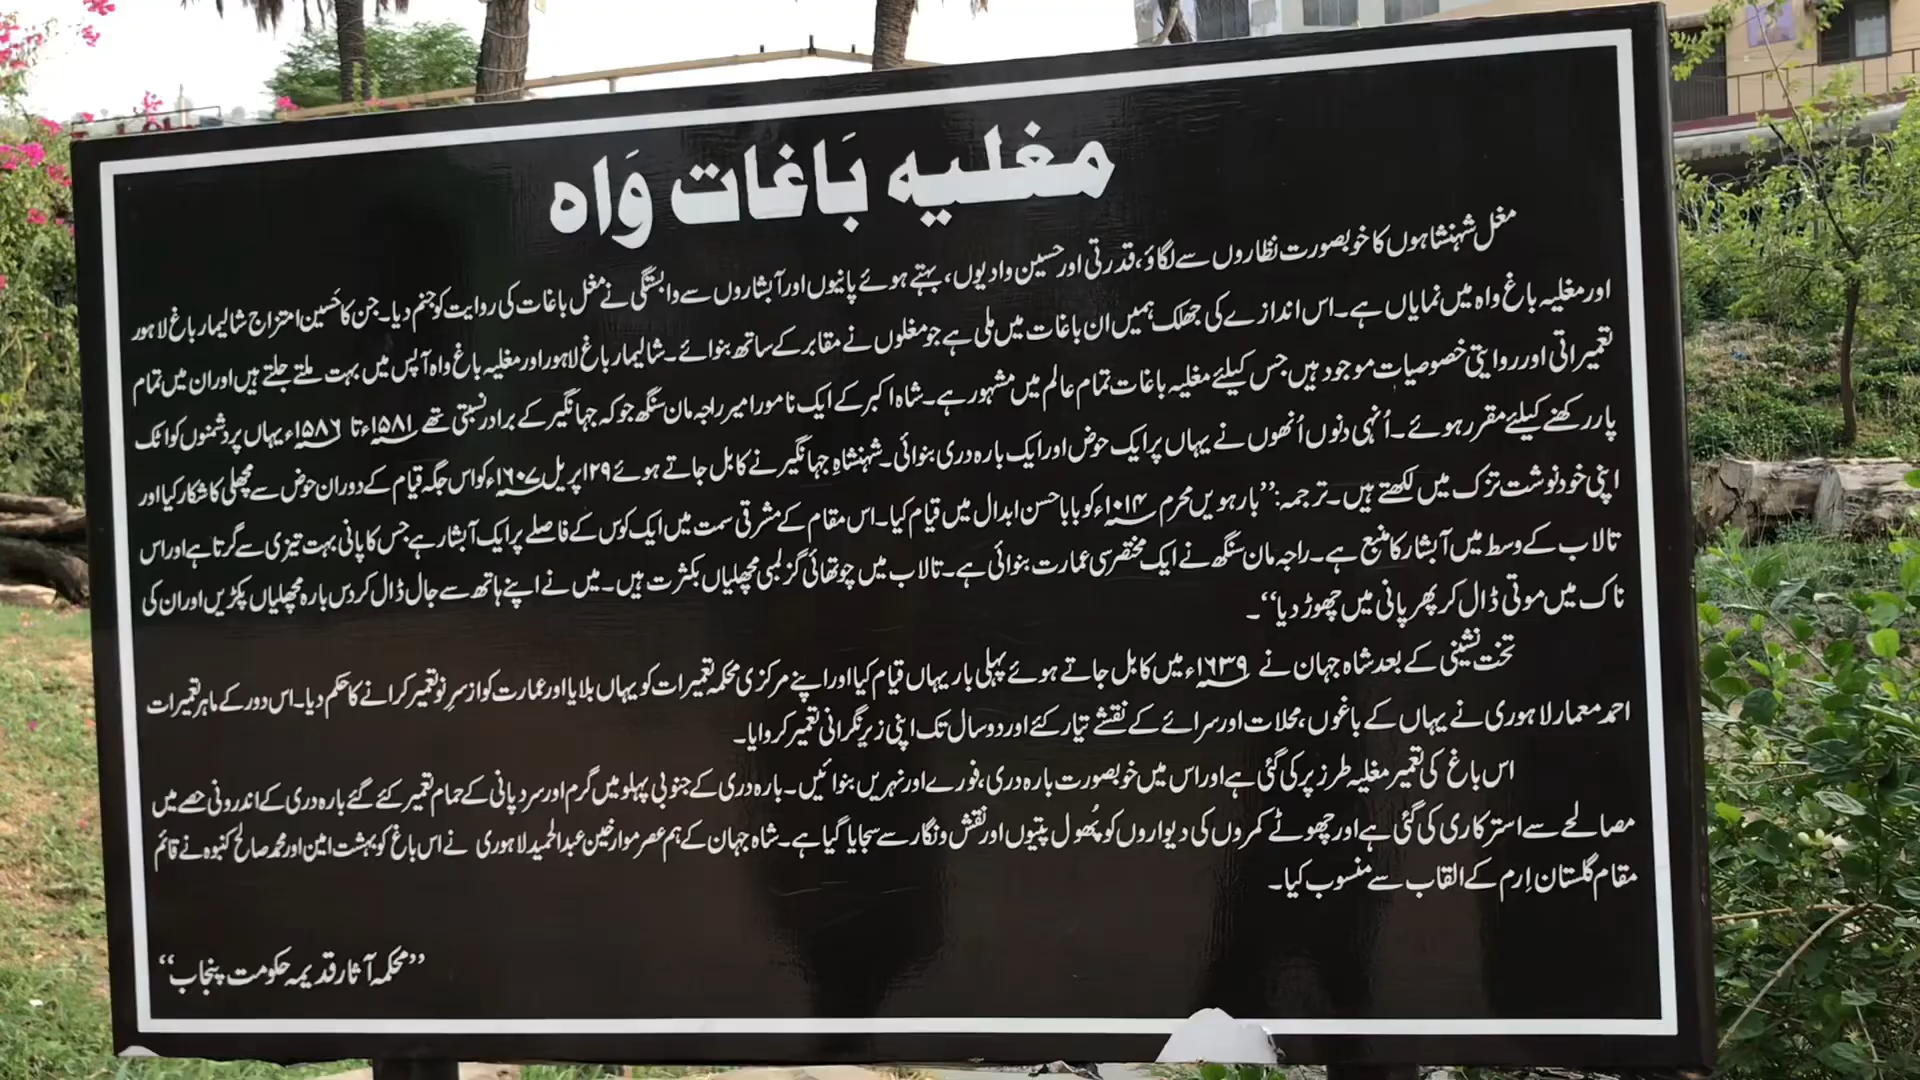 مغلیہ بَاغات وَاہ
مغل شہنشاہوں کا خوبصورت نظاروں سے لگاؤ، قدرتی اور حسین وادیوں، بہتے ہوئے پانیوں اور آبشاروں سے وابستگی نے مغل باغات کی روایت کو جنم دیا۔ جن کا حَسین امتزاج شالیمار باغ لاہور
اور مغلیہ باغ واہ میں نمایاں ہے۔ اس اندازے کی جھلک ہمیں ان باغات میں ملی ہے جو مغلوں نے مقابر کے ساتھ بنوائے۔ شالیمار باغ لاہور اور مغلیہ باغ واہ آپس میں بہت ملتے جلتے ہیں اور ان میں تمام
تعمیراتی اور روایتی خصوصیات موجود ہیں جس کیلئے مغلیہ باغات تمام عالم میں مشہور ہے۔ شاہ اکبر کے ایک نامور امیر راجہ مان سنگھ جو کہ جہانگیر کے برادر نسبتی تھے ۱۵۸۱ء تا ۱۵۸۶ء یہاں پر دشمنوں کو اٹک
پار رکھنے کیلئے مقرر ہوئے۔ اُنہی دنوں اُنھوں نے یہاں پر ایک حوض اور ایک بارہ دری بنوائی۔ شہنشاہِ جہانگیر نے کابل جاتے ہوئے ۱۲۹پریل ۱۶۰۷ء کو اس جگہ قیام کے دوران حوض سے مچھلی کا شکار کیا اور
اپنی خودنوشت تزک میں لکھتے ہیں۔ ترجمہ: ’’بارہویں محرم ۱۰۱۴ء کو بابا حسن ابدال میں قیام کیا۔ اس مقام کے مشرقی سمت میں ایک کوس کے فاصلے پر ایک آبشار ہے، جس کا پانی بہت تیزی سے گرتا ہے اور اس
تالاب کے وسط میں آبشار کا منبع ہے۔ راجہ مان سنگھ نے ایک مختصر سی عمارت بنوائی ہے۔ تالاب میں چوتھائی گز لمبی مچھلیاں بکثرت ہیں۔ میں نے اپنے ہاتھ سے جال ڈال کر دس بارہ مچھلیاں پکڑیں اور ان کی
ناک میں موتی ڈال کر پھر پانی میں چھوڑ دیا‘‘۔
تخت نشینی کے بعد شاہ جہان نے ۱۶۳۹ء میں کابل جاتے ہوئے پہلی بار یہاں قیام کیا اور اپنے مرکزی محکمہ تعمیرات کو یہاں بلایا اور عمارت کو از سرِ نو تعمیر کرانے کا حکم دیا۔ اس دور کے ماہر تعمیرات
احمد معمار لاہوری نے یہاں کے باغوں، محلات اور سرائے کے نقشے تیار کئے اور دو سال تک اپنی زیرِ نگرانی تعمیر کروایا۔
اس باغ کی تعمیر مغلیہ طرز پر کی گئی ہے اور اس میں خوبصورت بارہ دری، فورے اور نہریں بنوائیں۔ بارہ دری کے جنوبی پہلو میں گرم اور سرد پانی کے حمام تعمیر کئے گئے بارہ دری کے اندرونی حصے میں
مصالحے سے استرکاری کی گئی ہے اور چھوٹے کمروں کی دیواروں کو پُھول پتیوں اور نقش و نگار سے سجایا گیا ہے۔ شاہ جہان کے ہم عصر موارخین عبدالحمید لاہوری نے اس باغ کو بہشت امین اور محمد صالح کنبوہ نے قائم
مقام گلستان اِرم کے القاب سے منسوب کیا۔
’’محکمہ آثار قدیمہ حکومت پنجاب‘‘